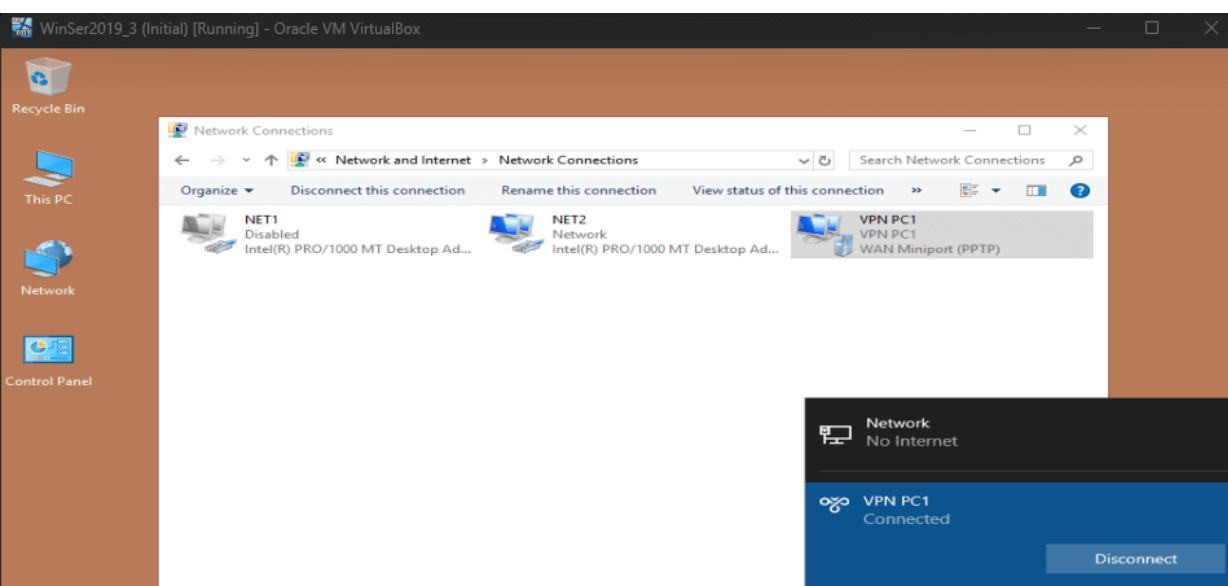 WinSer2019_3 (Initial) [Running] - Oracle VM VirtualBox
Recycle Bin
This PC
Network
Control Panel
Network Connections
« Network and Internet › Network Connections
Search Network Connections
Organize
Disconnect this connection
Rename this connection
View status of this connection
»
NET1
Disabled
Intel(R) PRO/1000 MT Desktop Ad...
NET2
Network
Intel(R) PRO/1000 MT Desktop Ad...
VPN PC1
VPN PC1
WAN Miniport (PPTP)
Network
No Internet
VPN PC1
Connected
Disconnect